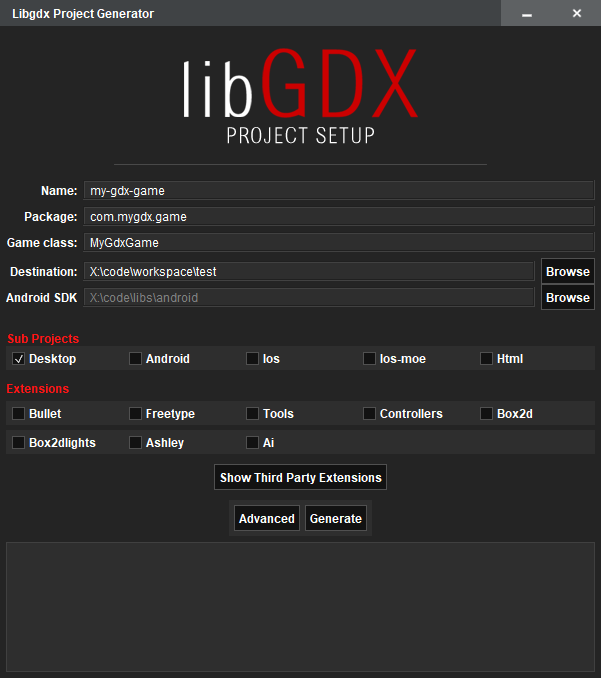 Libgdx Project Generator
libGDX
PROJECT SETUP
Name: my-gdx-game
Package: com.mygdx.game
Game class: MyGdxGame
Destination: X:\code\workspace\test Browse
Android SDK X:\code\libs\android Browse
Sub Projects
Desktop Android Ios Ios-moe Html
Extensions
Bullet Freetype Tools Controllers Box2d
Box2dlights Ashley Ai
Show Third Party Extensions
Advanced Generate